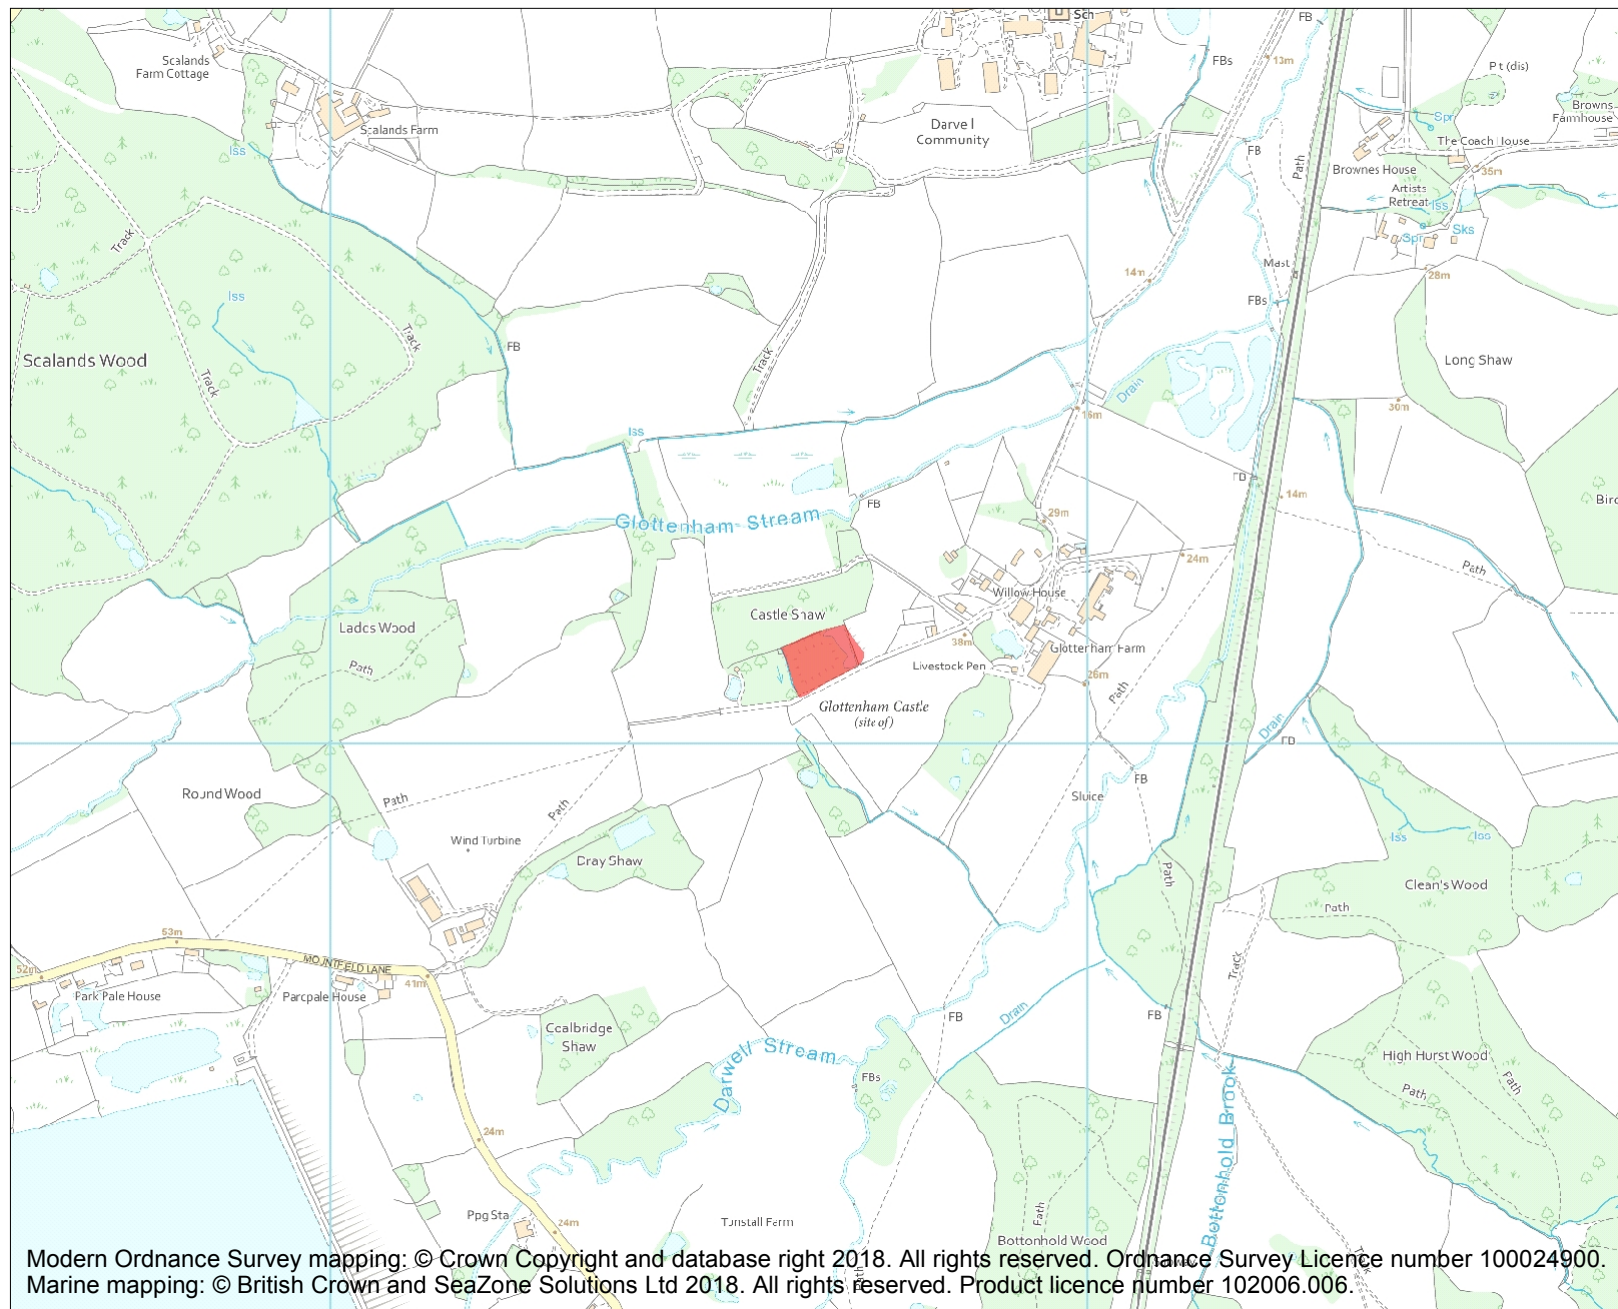 Sch
FB
Scalands
Farm Cottage
FBs
13m
Pit (dis)
Browns
Farmhouse
Spr
Scalands Farm
Darvell
Community
The Coach House
Iss
FB
Path
Brownes House
35m
Artists
Retreat
Iss
Track
Spr
Sks
Mast
14m
28m
Iss
FBs
Track
FB
Scalands Wood
Track
Track
Long Shaw
Drain
30m
16m
Iss
FB
14m
FB
Glottenham Stream
29m
24m
Path
Willow House
Castle Shaw
Lados Wood
38m
Glottenham Farm
Path
Livestock Pen
26m
Path
Glottenham Castle
(site of)
Drain
FB
FB
Round Wood
Path
Path
Sluice
Wind Turbine
Iss
Iss
Dray Shaw
Path
Clean's Wood
Path
53m
52m
MOUNTFIELD LANE
41m
Track
Park Pale House
Parcpale House
Coalbridge
Shaw
FB
Drain
FB
Darwell Stream
High Hurst Wood
FBs
Path
Path
24m
Bottonhold Brook
Ppg Sta
24m
Tunstall Farm
Path
Bottonhold Wood
Track
Path
Modern Ordnance Survey mapping: © Crown Copyright and database right 2018. All rights reserved. Ordnance Survey Licence number 100024900.
Marine mapping: © British Crown and SeaZone Solutions Ltd 2018. All rights reserved. Product licence number 102006.006.